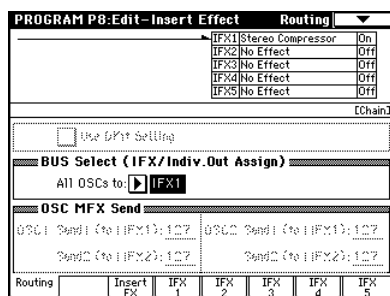 PROGRAM P8:Edit-Insert Effect Routing
IFX1 Stereo Compressor On
IFX2 No Effect Off
IFX3 No Effect Off
IFX4 No Effect Off
IFX5 No Effect Off
[Chain]
Use DKit Setting
BUS Select (IFX/Indiv.Out Assign)
All OSCs to: IFX1
OSC MFX Send
OSC1 Send1 (to MFX1): 127 OSC2 Send1 (to MFX1): 127
Send2 (to MFX2): 127 Send2 (to MFX2): 127
Routing Insert FX IFX 1 IFX 2 IFX 3 IFX 4 IFX 5